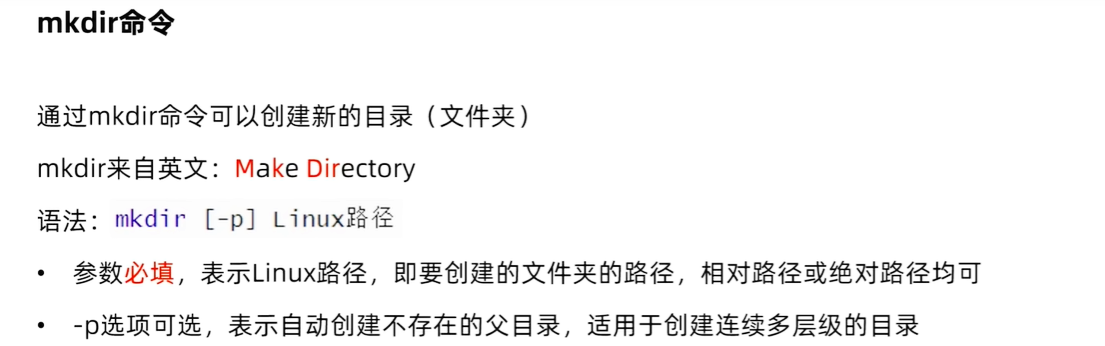 mkdir命令
通过mkdir命令可以创建新的目录（文件夹）
mkdir来自英文：Make Directory
语法：mkdir [-p] Linux路径
• 参数必填，表示Linux路径，即要创建的文件夹的路径，相对路径或绝对路径均可
• -p选项可选，表示自动创建不存在的父目录，适用于创建连续多层级的目录